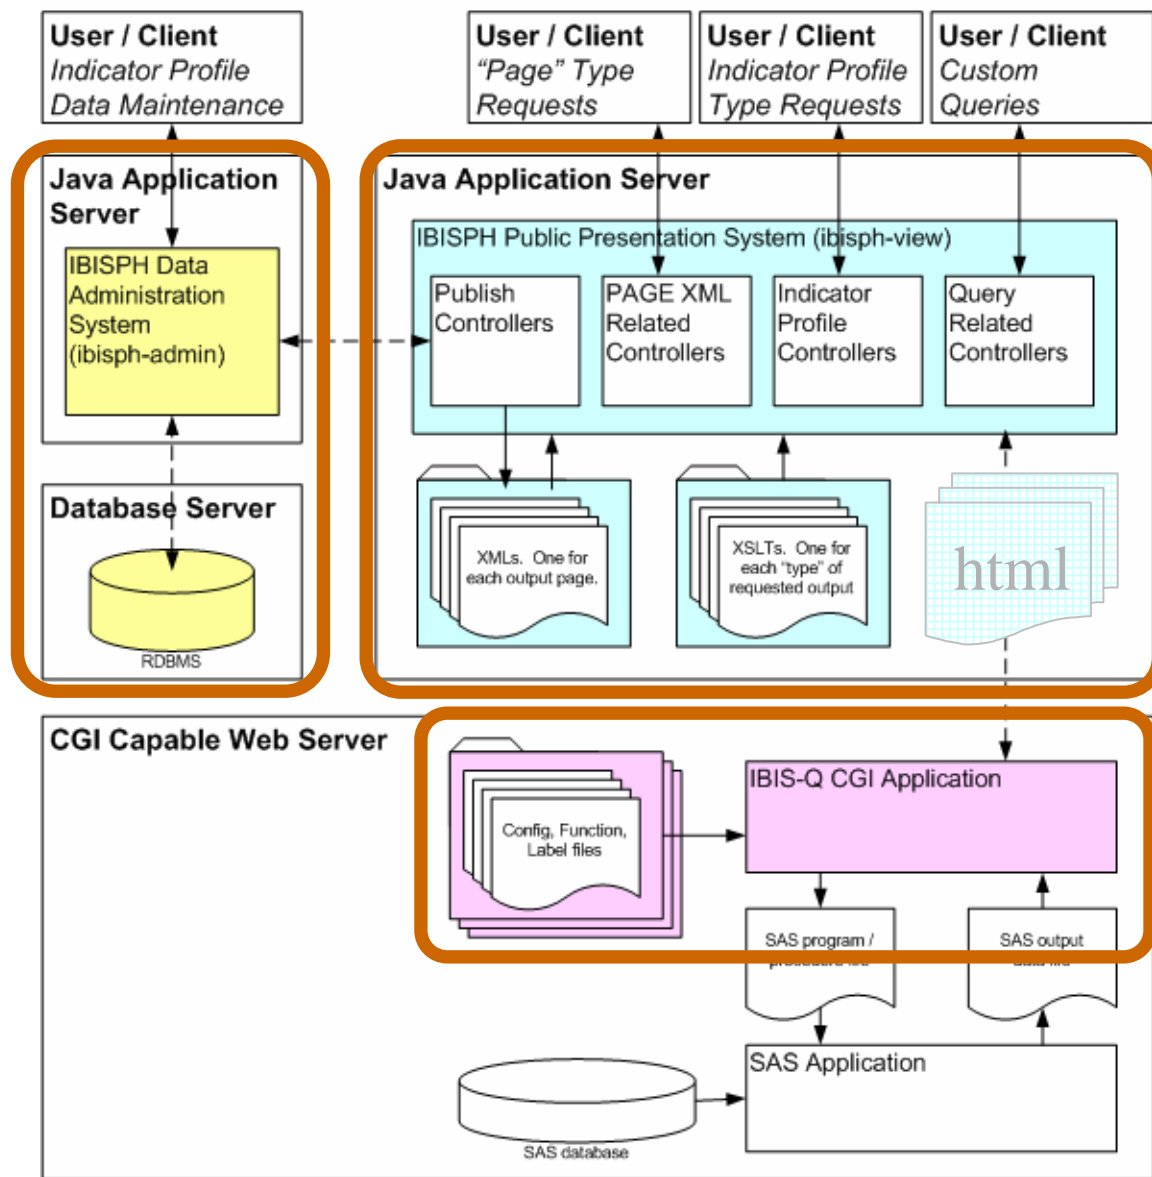 User / Client
Indicator Profile
Data Maintenance
User / Client
“Page” Type
Requests
User / Client
Indicator Profile
Type Requests
User / Client
Custom
Queries
Java Application
Server
IBISPH Data
Administration
System
(ibisph-admin)
Database Server
RDBMS
Java Application Server
IBISPH Public Presentation System (ibisph-view)
Publish
Controllers
PAGE XML
Related
Controllers
Indicator
Profile
Controllers
Query
Related
Controllers
XMLs. One for
each output page.
XSLTs. One for
each “type” of
requested output
html
CGI Capable Web Server
Config, Function,
Label files
IBIS-Q CGI Application
SAS program /
SAS output
SAS Application
SAS database